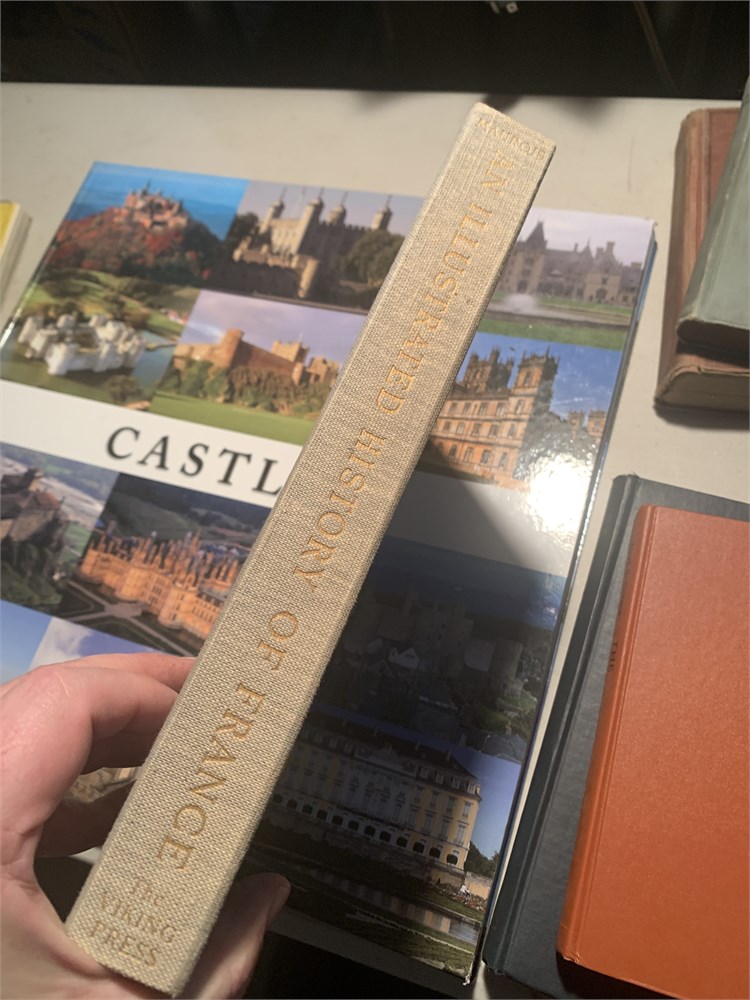 MAUROIS
AN ILLUSTRATED HISTORY OF FRANCE
The
VIKING
PRESS
CASTL